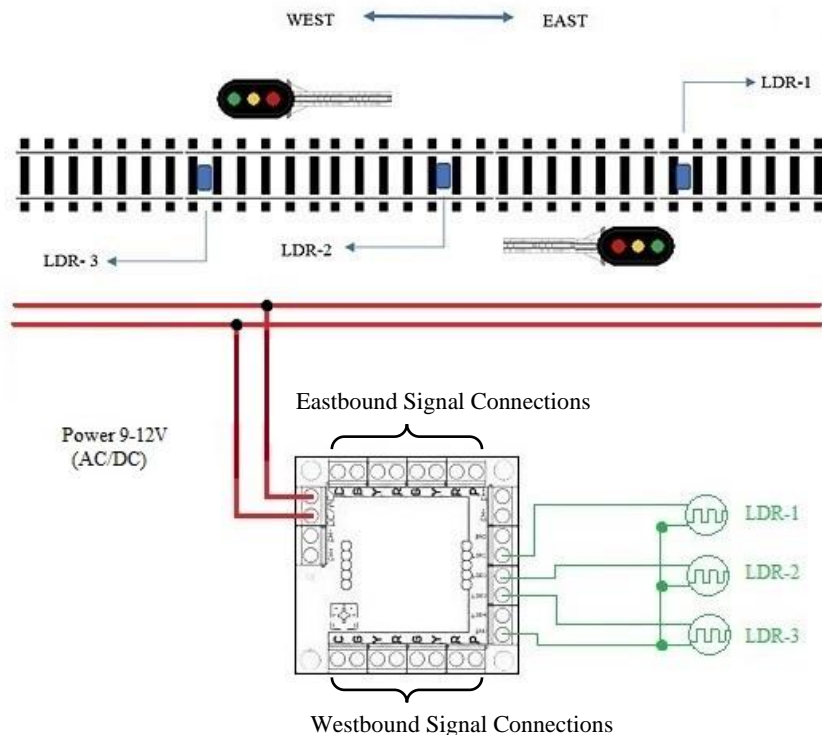 WEST
EAST
LDR-1
LDR- 3
LDR-2
Eastbound Signal Connections
Power 9-12V
(AC/DC)
C G Y R G Y R P
LDR-1
LDR-2
LDR-3
C G Y R G Y R P
Westbound Signal Connections